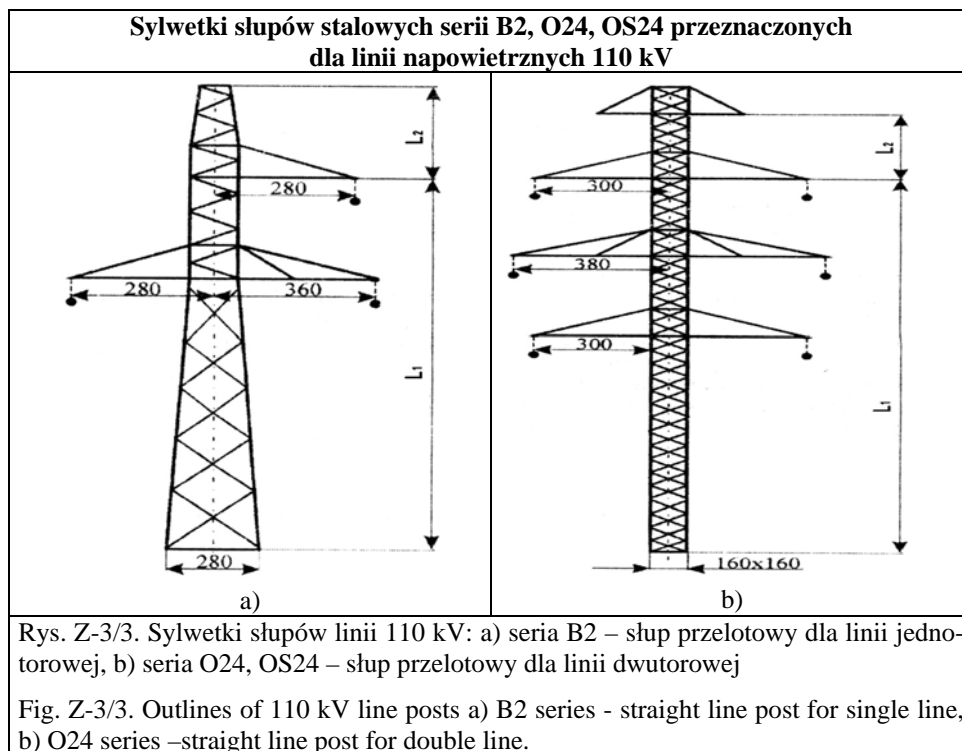 Sylwetki słupów stalowych serii B2, O24, OS24 przeznaczonych
dla linii napowietrznych 110 kV
L₂
280
280
360
L₁
280
a)
L₂
300
380
300
L₁
160x160
b)
Rys. Z-3/3. Sylwetki słupów linii 110 kV: a) seria B2 – słup przelotowy dla linii jedno-
torowej, b) seria O24, OS24 – słup przelotowy dla linii dwutorowej
Fig. Z-3/3. Outlines of 110 kV line posts a) B2 series - straight line post for single line,
b) O24 series –straight line post for double line.